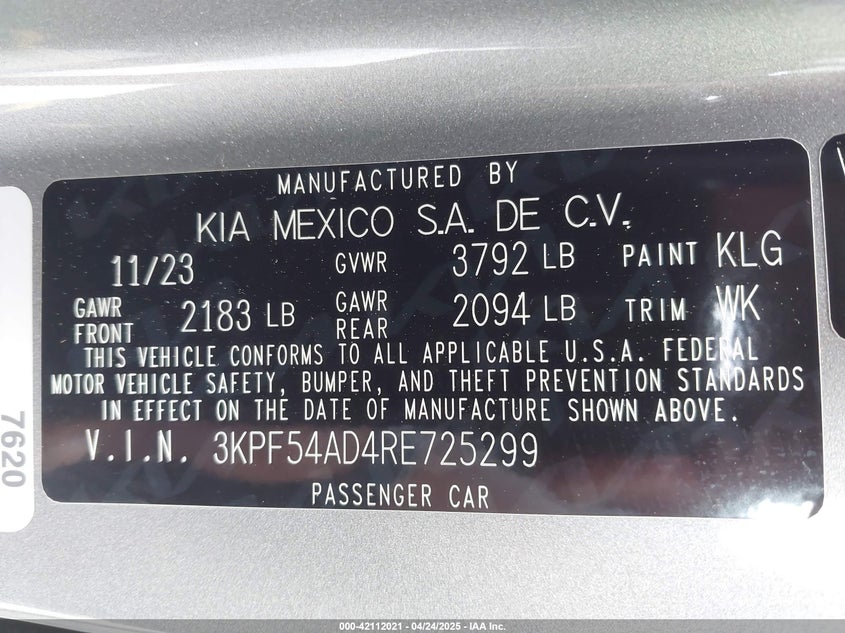 MANUFACTURED BY
KIA MEXICO S.A. DE C.V.
11/23 GVWR 3792 LB PAINT KLG
GAWR FRONT 2183 LB GAWR REAR 2094 LB TRIM WK
THIS VEHICLE CONFORMS TO ALL APPLICABLE U.S.A. FEDERAL
MOTOR VEHICLE SAFETY, BUMPER, AND THEFT PREVENTION STANDARDS
IN EFFECT ON THE DATE OF MANUFACTURE SHOWN ABOVE.
V.I.N. 3KPF54AD4RE725299
PASSENGER CAR
7620
000-42112021 - 04/24/2025 - IAA Inc.